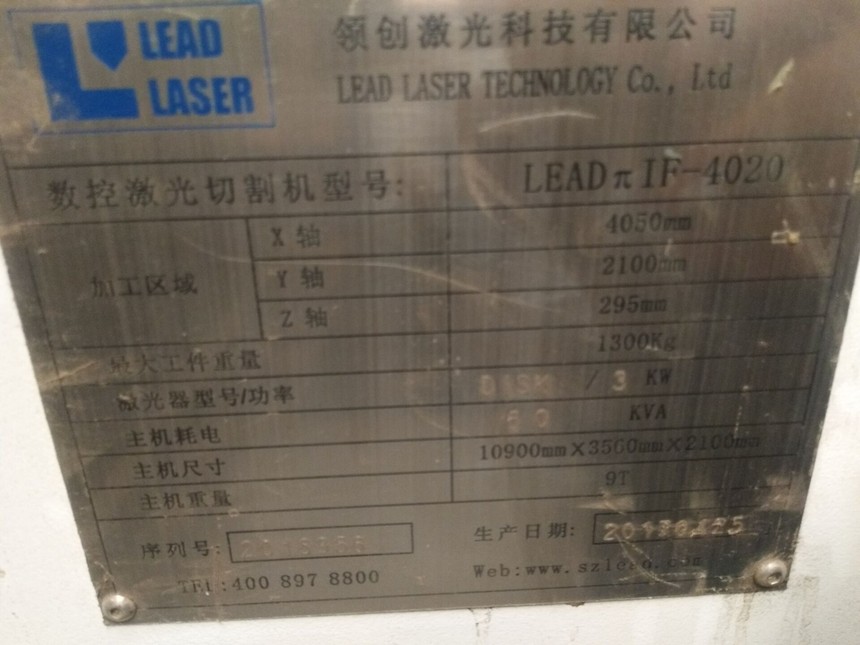 LEAD
LASER
领创激光科技有限公司
LEAD LASER TECHNOLOGY Co., Ltd
数控激光切割机型号: LEADπIF-4020
加工区域
X 轴 4050mm
Y 轴 2100mm
Z 轴 295mm
最大工件重量 1300Kg
激光器型号/功率 DISK / 3 KW
主机耗电 60 KVA
主机尺寸 10900mm×3560mm×2100mm
主机重量 9T
序列号:
生产日期:
TEL:400 897 8800
Web:www.szlead.com